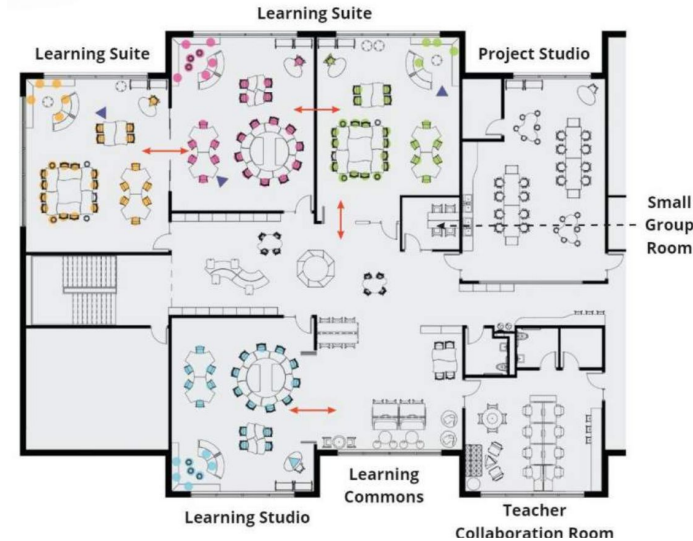 Learning Suite
Learning Suite
Project Studio
Small
Group
Room
Learning
Commons
Learning Studio
Teacher
Collaboration Room